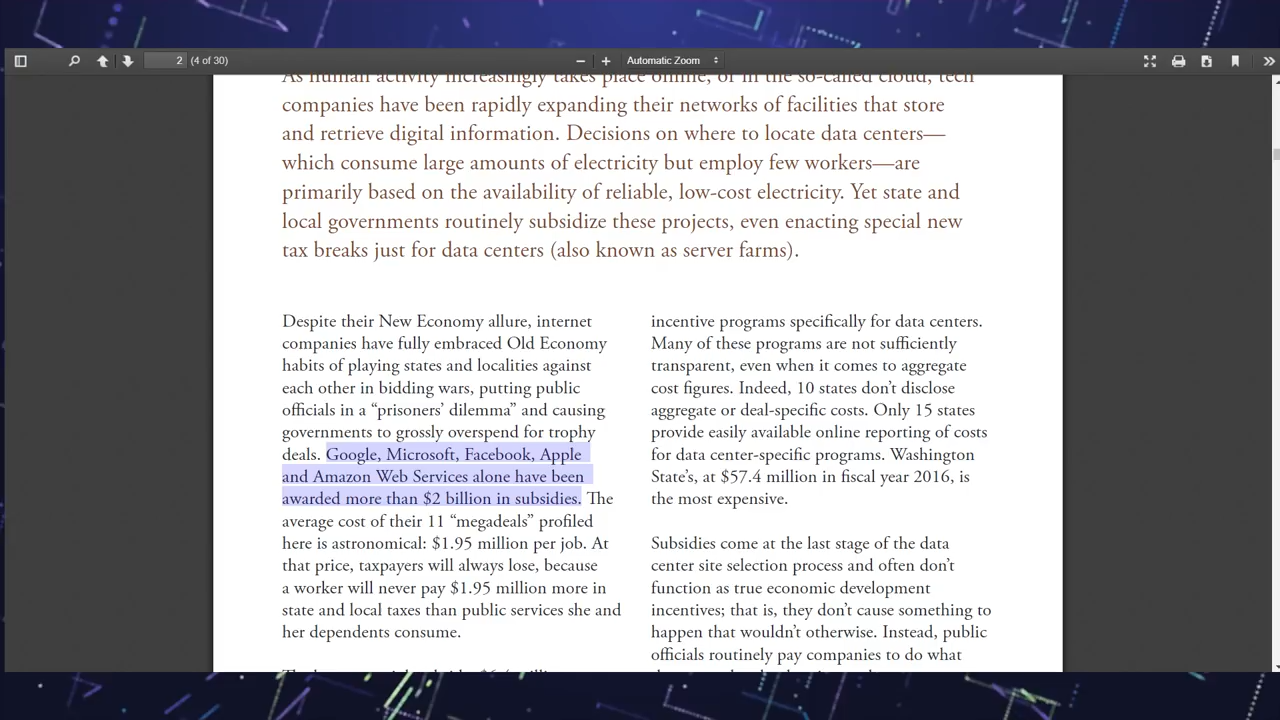 2 (4 of 30) Automatic Zoom
As human activity increasingly takes place online, or in the so-called cloud, tech
companies have been rapidly expanding their networks of facilities that store
and retrieve digital information. Decisions on where to locate data centers—
which consume large amounts of electricity but employ few workers—are
primarily based on the availability of reliable, low-cost electricity. Yet state and
local governments routinely subsidize these projects, even enacting special new
tax breaks just for data centers (also known as server farms).
Despite their New Economy allure, internet
companies have fully embraced Old Economy
habits of playing states and localities against
each other in bidding wars, putting public
officials in a “prisoners’ dilemma” and causing
governments to grossly overspend for trophy
deals. Google, Microsoft, Facebook, Apple
and Amazon Web Services alone have been
awarded more than $2 billion in subsidies. The
average cost of their 11 “megadeals” profiled
here is astronomical: $1.95 million per job. At
that price, taxpayers will always lose, because
a worker will never pay $1.95 million more in
state and local taxes than public services she and
her dependents consume.
incentive programs specifically for data centers.
Many of these programs are not sufficiently
transparent, even when it comes to aggregate
cost figures. Indeed, 10 states don’t disclose
aggregate or deal-specific costs. Only 15 states
provide easily available online reporting of costs
for data center-specific programs. Washington
State’s, at $57.4 million in fiscal year 2016, is
the most expensive.
Subsidies come at the last stage of the data
center site selection process and often don’t
function as true economic development
incentives; that is, they don’t cause something to
happen that wouldn’t otherwise. Instead, public
officials routinely pay companies to do what